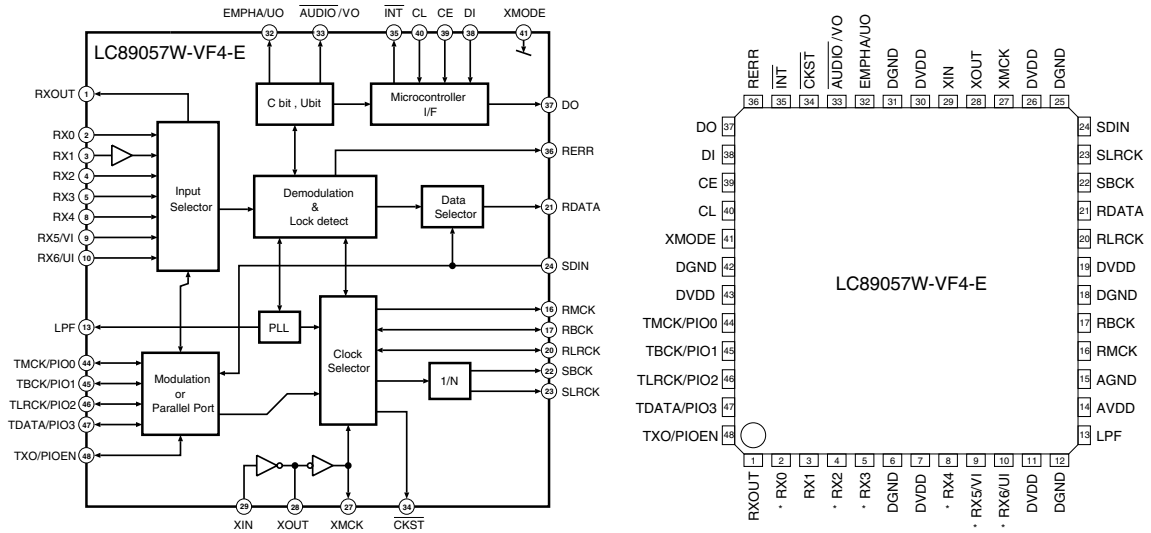 EMPHA/UO AUDIO/VO INT CL CE DI XMODE
32 33 35 40 39 38 41
LC89057W-VF4-E
RXOUT 1
C bit , Ubit
Microcontroller
I/F
37 DO
RX0 2
RX1 3
RX2 4
RX3 5
RX4 8
RX5/VI 9
RX6/UI 10
Input
Selector
36 RERR
Demodulation
&
Lock detect
Data
Selector
21 RDATA
24 SDIN
LPF 13
PLL
Clock
Selector
16 RMCK
17 RBCK
20 RLRCK
22 SBCK
23 SLRCK
1/N
TMCK/PIO0 44
TBCK/PIO1 45
TLRCK/PIO2 46
TDATA/PIO3 47
TXO/PIOEN 48
Modulation
or
Parallel Port
29 28 27 34
XIN XOUT XMCK CKST
RERR INT CKST AUDIO/VO EMPHA/UO DGND DVDD XIN XOUT XMCK DVDD DGND
36 35 34 33 32 31 30 29 28 27 26 25
DO 37
DI 38
CE 39
CL 40
XMODE 41
DGND 42
DVDD 43
TMCK/PIO0 44
TBCK/PIO1 45
TLRCK/PIO2 46
TDATA/PIO3 47
TXO/PIOEN 48
LC89057W-VF4-E
24 SDIN
23 SLRCK
22 SBCK
21 RDATA
20 RLRCK
19 DVDD
18 DGND
17 RBCK
16 RMCK
15 AGND
14 AVDD
13 LPF
1 2 3 4 5 6 7 8 9 10 11 12
RXOUT * RX0 RX1 * RX2 * RX3 DGND DVDD * RX4 * RX5/VI * RX6/UI DVDD DGND